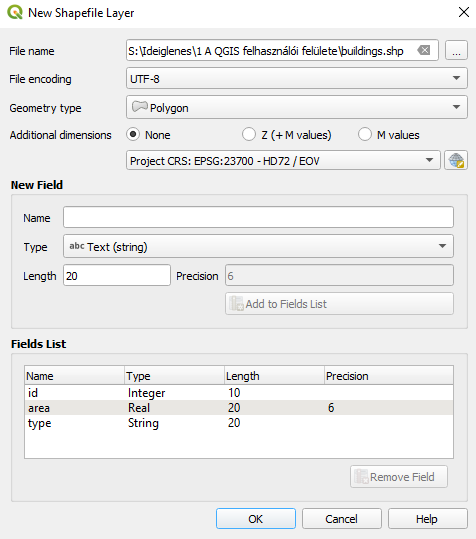 New Shapefile Layer
File name S:\Ideiglenes\1 A QGIS felhasználói felülete\buildings.shp ...
File encoding UTF-8
Geometry type Polygon
Additional dimensions None Z (+ M values) M values
Project CRS: EPSG:23700 - HD72 / EOV
New Field
Name
Type abc Text (string)
Length 20 Precision 6
Add to Fields List
Fields List
Name Type Length Precision
id Integer 10
area Real 20 6
type String 20
Remove Field
OK Cancel Help